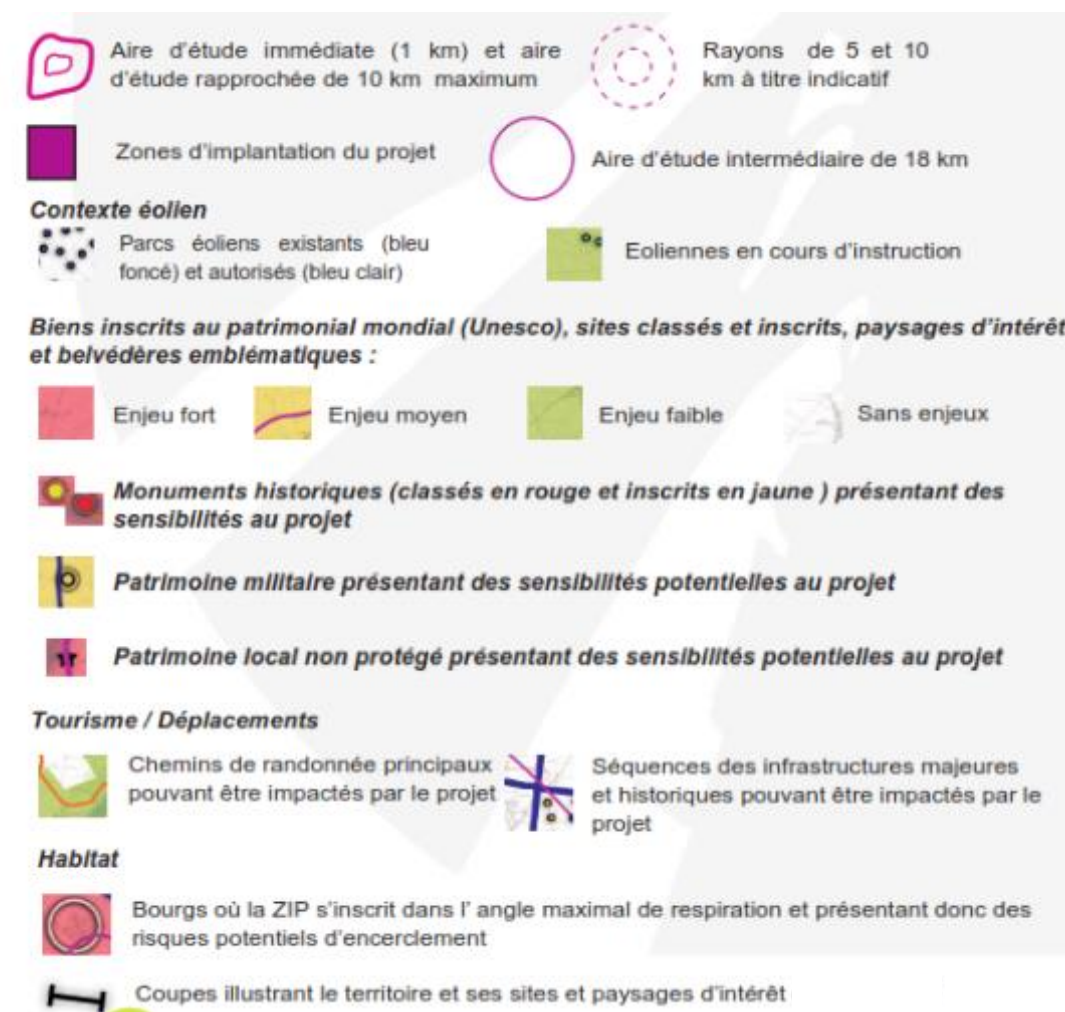 Aire d'étude immédiate (1 km) et aire
d'étude rapprochée de 10 km maximum
Rayons de 5 et 10
km à titre indicatif
Zones d'implantation du projet
Aire d'étude intermédiaire de 18 km
Contexte éolien
Parcs éoliens existants (bleu
foncé) et autorisés (bleu clair)
Eoliennes en cours d'instruction
Biens inscrits au patrimonial mondial (Unesco), sites classés et inscrits, paysages d'intérêt
et belvédères emblématiques :
Enjeu fort
Enjeu moyen
Enjeu faible
Sans enjeux
Monuments historiques (classés en rouge et inscrits en jaune ) présentant des
sensibilités au projet
Patrimoine militaire présentant des sensibilités potentielles au projet
Patrimoine local non protégé présentant des sensibilités potentielles au projet
Tourisme / Déplacements
Chemins de randonnée principaux
pouvant être impactés par le projet
Séquences des infrastructures majeures
et historiques pouvant être impactés par le
projet
Habitat
Bourgs où la ZIP s'inscrit dans l' angle maximal de respiration et présentant donc des
risques potentiels d'encerclement
Coupes illustrant le territoire et ses sites et paysages d'intérêt